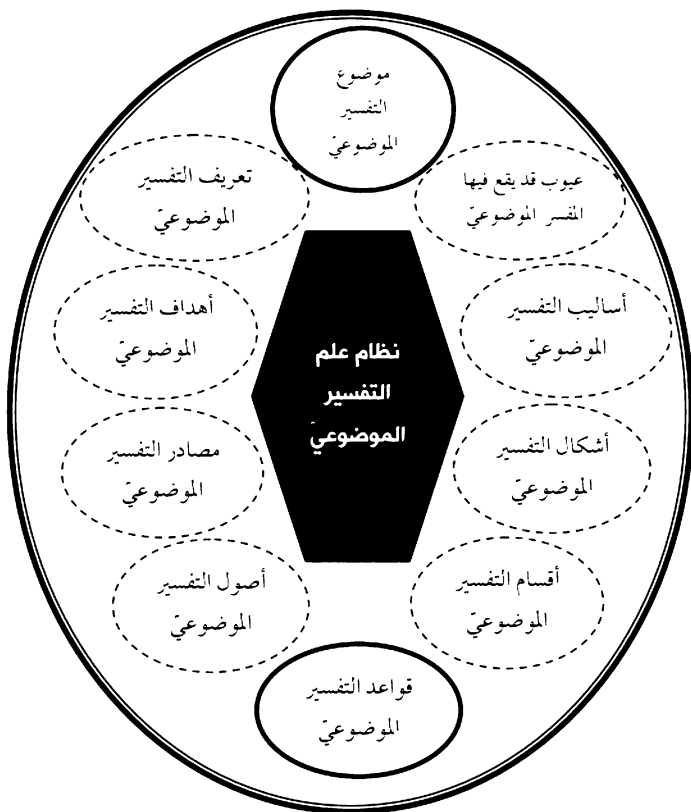 موضوع
التفسير
الموضوعيّ
عيوب قد يقع فيها
المفسر الموضوعيّ
تعريف التفسير
الموضوعيّ
أساليب التفسير
الموضوعيّ
أهداف التفسير
الموضوعيّ
نظام علم
التفسير
الموضوعيّ
أشكال التفسير
الموضوعيّ
مصادر التفسير
الموضوعيّ
أقسام التفسير
الموضوعيّ
أصول التفسير
الموضوعيّ
قواعد التفسير
الموضوعيّ